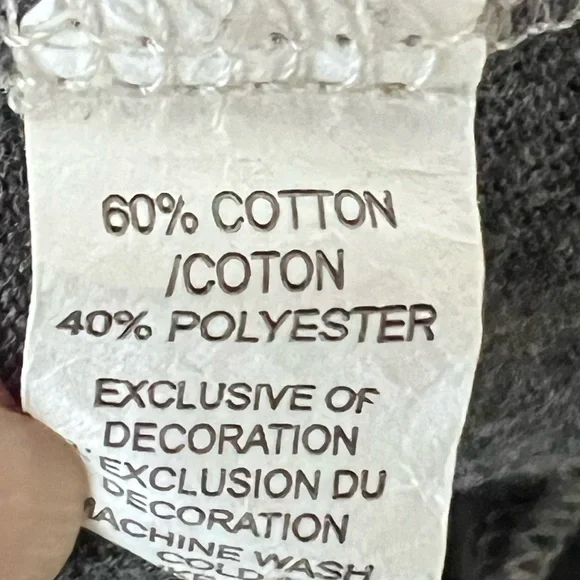 60% COTTON
/COTON
40% POLYESTER
EXCLUSIVE OF
DECORATION
EXCLUSION DU
DECORATION
MACHINE WASH
COLD